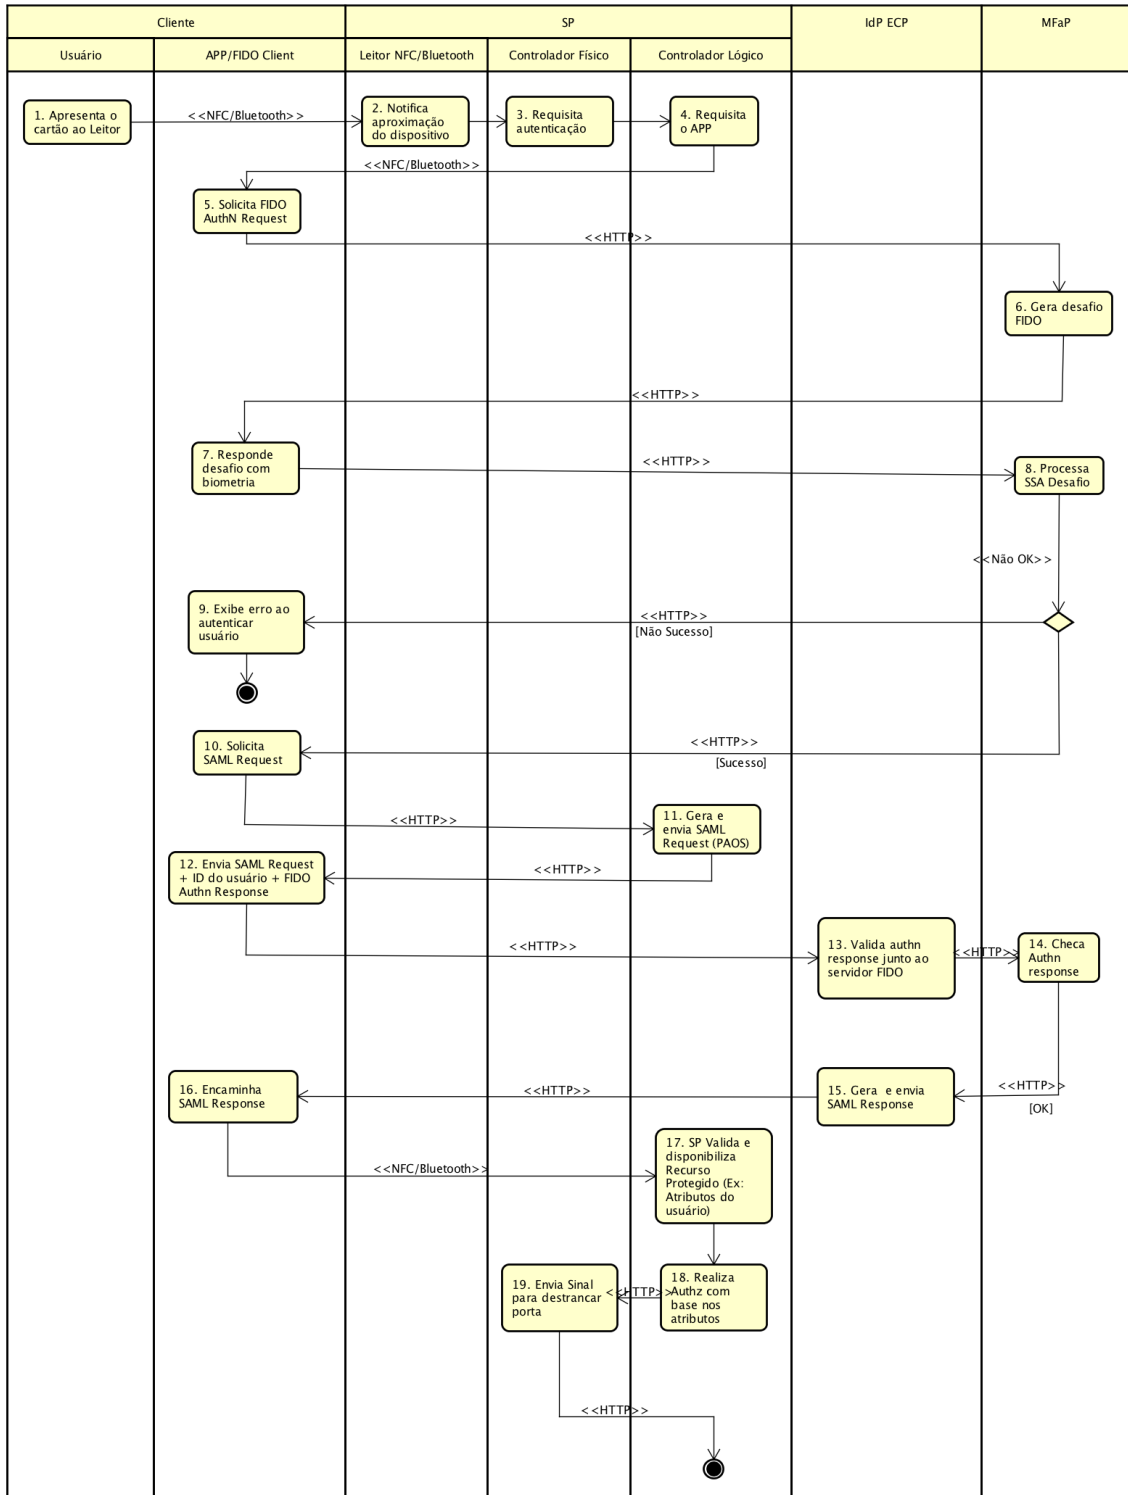 Cliente
SP
IdP ECP
MFaP
Usuário
APP/FIDO Client
Leitor NFC/Bluetooth
Controlador Físico
Controlador Lógico
1. Apresenta o
cartão ao Leitor
<<NFC/Bluetooth>>
2. Notifica
aproximação
do dispositivo
3. Requisita
autenticação
4. Requisita
o APP
<<NFC/Bluetooth>>
5. Solicita FIDO
AuthN Request
<<HTTP>>
6. Gera desafio
FIDO
<<HTTP>>
7. Responde
desafio com
biometria
<<HTTP>>
8. Processa
SSA Desafio
<<Não OK>>
9. Exibe erro ao
autenticar
usuário
<<HTTP>>
[Não Sucesso]
10. Solicita
SAML Request
<<HTTP>>
[Sucesso]
<<HTTP>>
11. Gera e
envia SAML
Request (PAOS)
12. Envia SAML Request
+ ID do usuário + FIDO
Authn Response
<<HTTP>>
<<HTTP>>
13. Valida authn
response junto ao
servidor FIDO
<<HTTP>>
14. Checa
Authn
response
16. Encaminha
SAML Response
<<HTTP>>
15. Gera  e envia
SAML Response
<<HTTP>>
[OK]
<<NFC/Bluetooth>>
17. SP Valida e
disponibiliza
Recurso
Protegido (Ex:
Atributos do
usuário)
19. Envia Sinal
para destrancar
porta
<<HTTP>>
18. Realiza
Authz com
base nos
atributos
<<HTTP>>